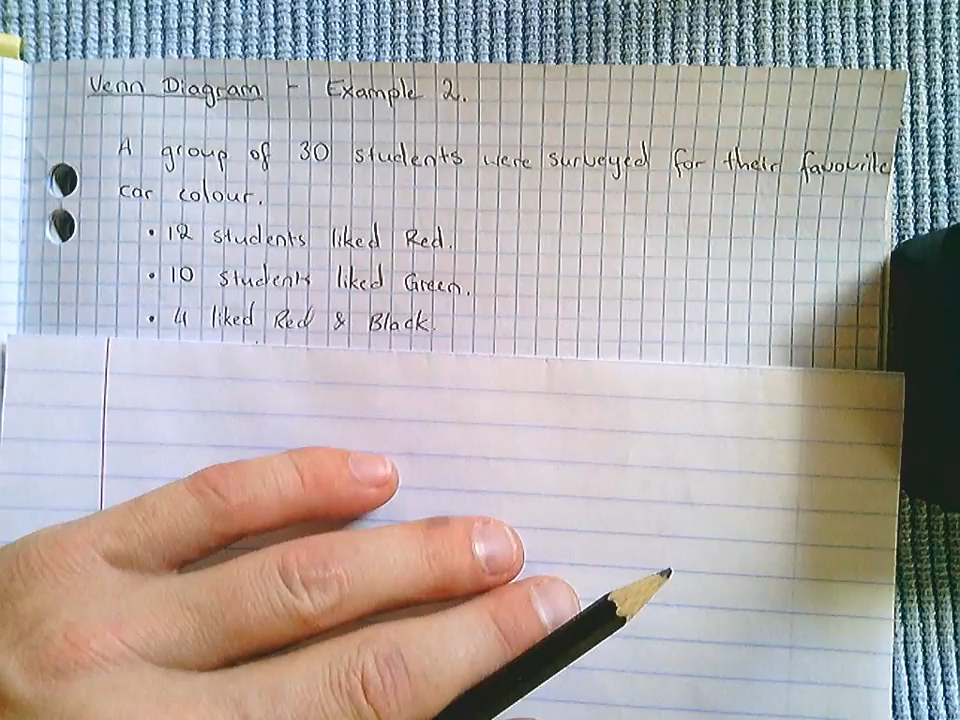 Venn Diagram - Example 2.
A group of 30 students were surveyed for their favourite
car colour.
• 12 students liked Red.
• 10 students liked Green.
• 4 liked Red & Black.